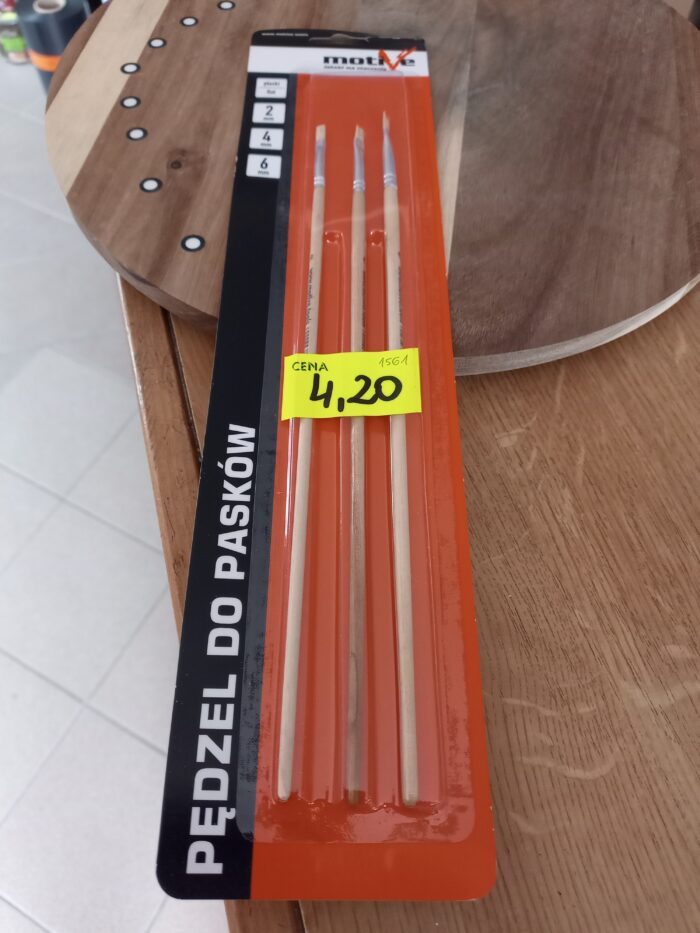 motive
płaski
flat
2
mm
4
mm
6
mm
CENA 1561
4,20
PĘDZEL DO PASKÓW